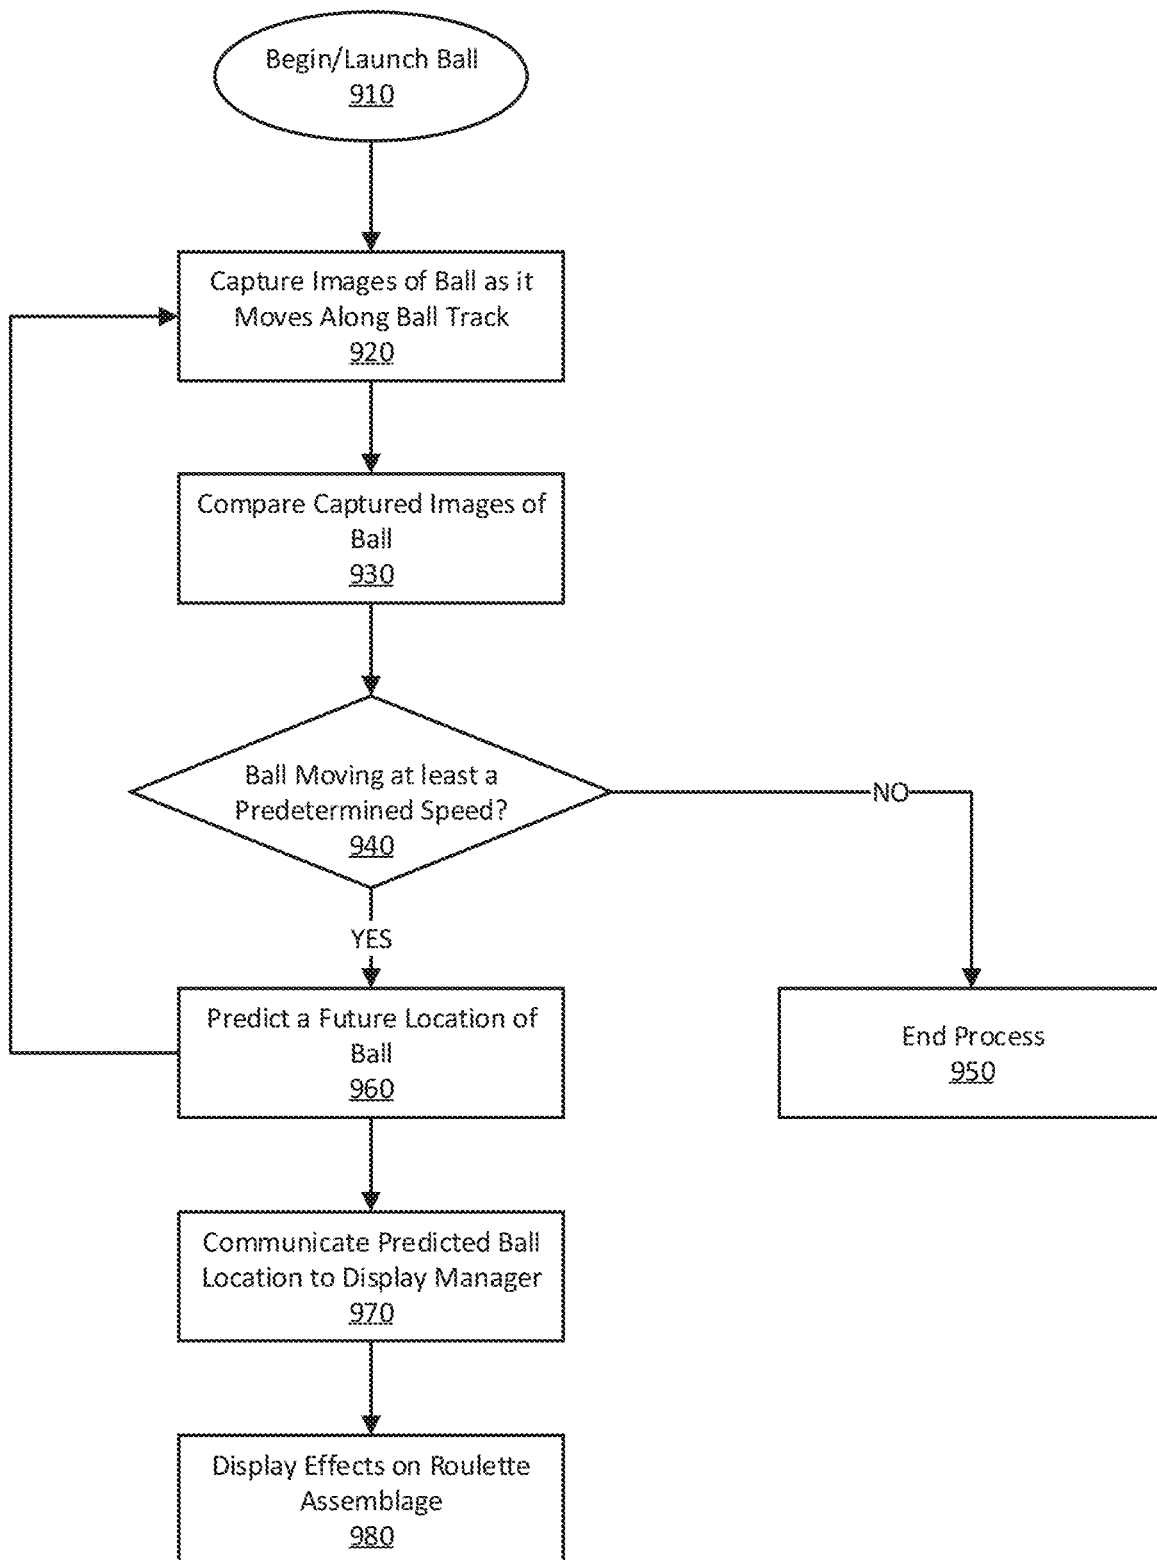 Begin/Launch Ball
910
Capture Images of Ball as it
Moves Along Ball Track
920
Compare Captured Images of
Ball
930
Ball Moving at least a
Predetermined Speed?
940
NO
YES
Predict a Future Location of
Ball
960
End Process
950
Communicate Predicted Ball
Location to Display Manager
970
Display Effects on Roulette
Assemblage
980